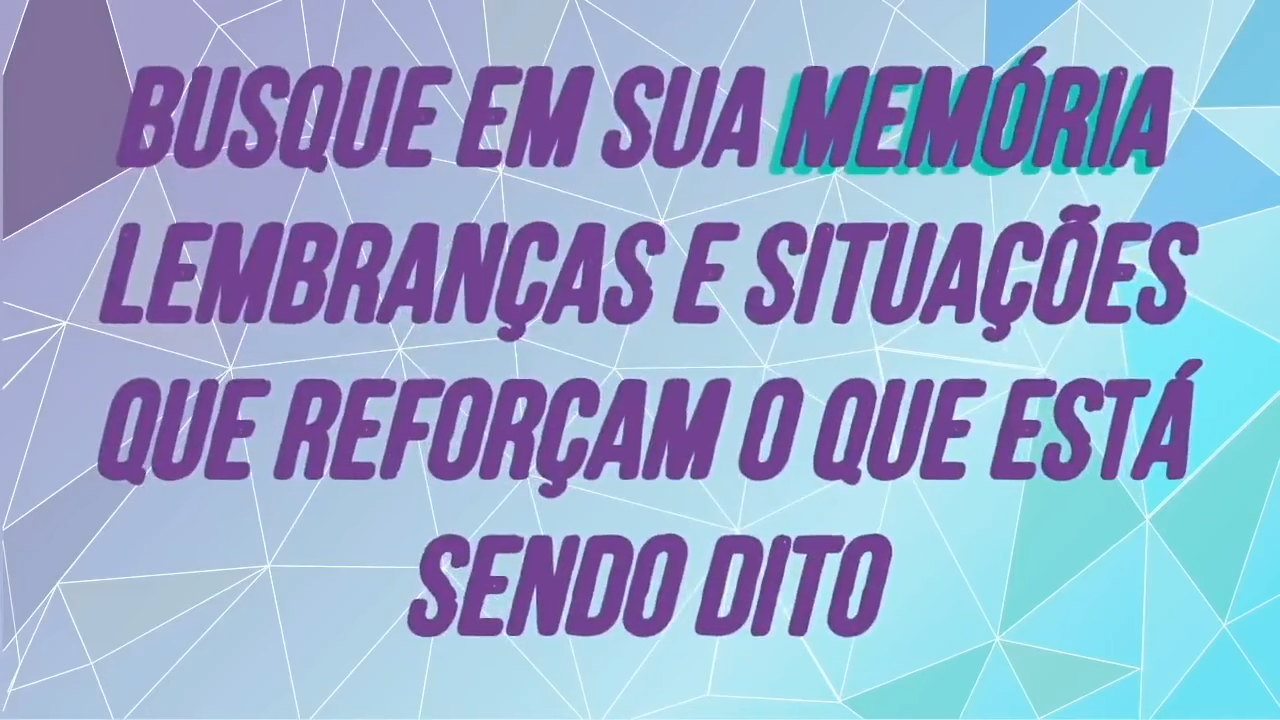 BUSQUE EM SUA MEMÓRIA
LEMBRANÇAS E SITUAÇÕES
QUE REFORÇAM O QUE ESTÁ
SENDO DITO